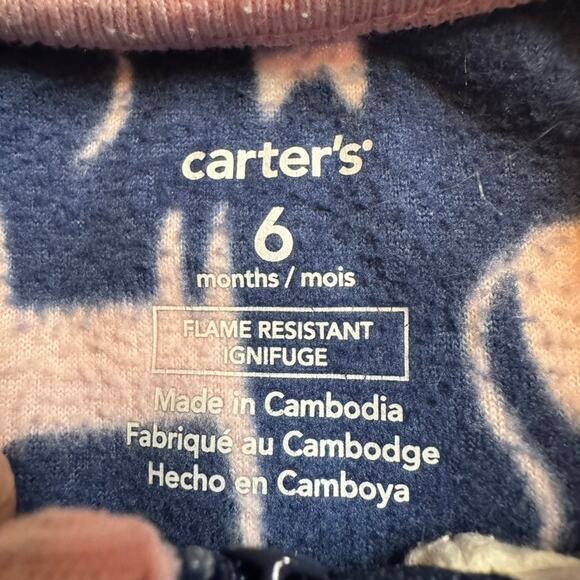 carter's
6
months / mois
FLAME RESISTANT
IGNIFUGE
Made in Cambodia
Fabriqué au Cambodge
Hecho en Camboya